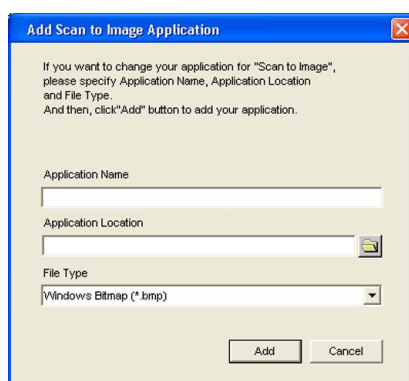 Add Scan to Image Application
If you want to change your application for "Scan to Image",
please specify Application Name, Application Location
and File Type.
And then, click"Add" button to add your application.
Application Name
Application Location
File Type
Windows Bitmap (*.bmp)
Add Cancel